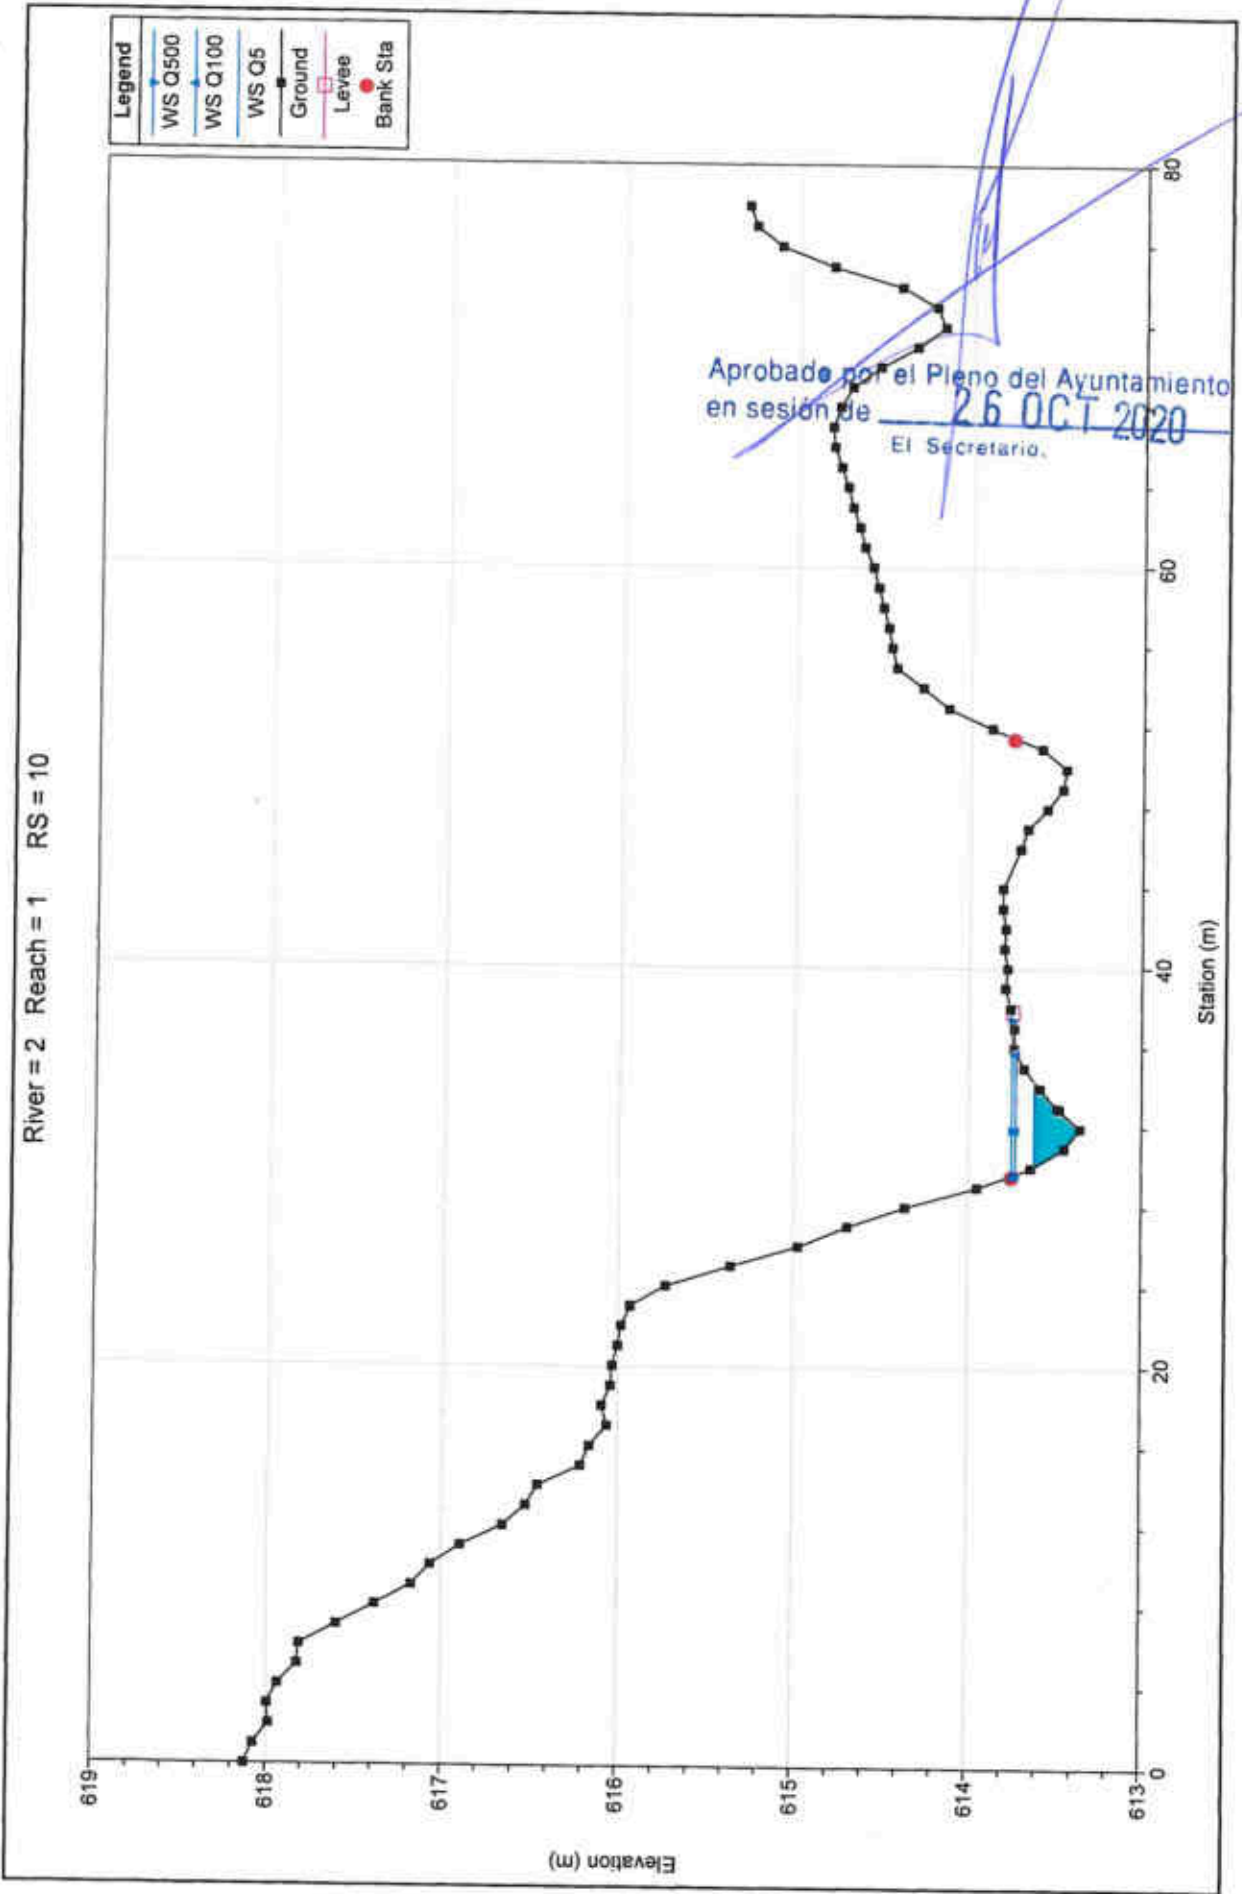 River = 2 Reach = 1 RS = 10
Legend
WS Q500
WS Q100
WS Q5
Ground
Levee
Bank Sta
Elevation (m)
619
618
617
616
615
614
613
0
20
40
60
80
Station (m)
Aprobado por el Pleno del Ayuntamiento
en sesión de 26 OCT 2020
El Secretario.